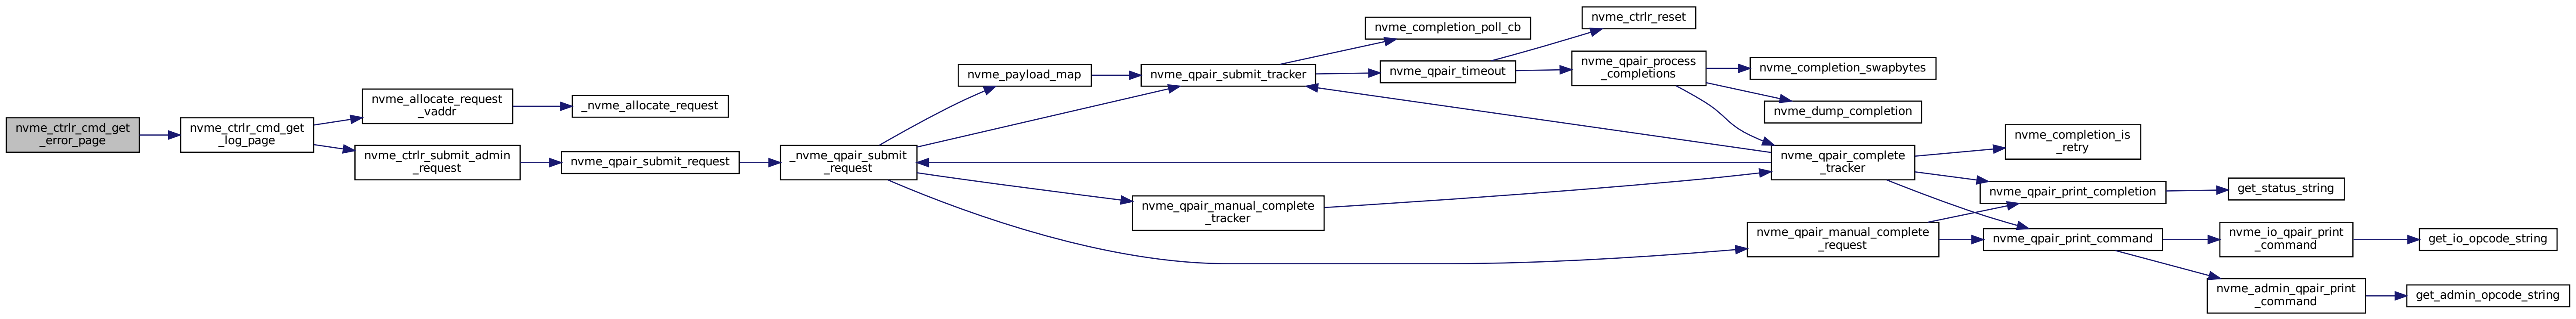 nvme_ctrlr_cmd_get
_error_page
nvme_ctrlr_cmd_get
_log_page
nvme_allocate_request
_vaddr
_nvme_allocate_request
nvme_ctrlr_submit_admin
_request
nvme_qpair_submit_request
_nvme_qpair_submit
_request
nvme_payload_map
nvme_qpair_submit_tracker
nvme_completion_poll_cb
nvme_qpair_timeout
nvme_ctrlr_reset
nvme_qpair_process
_completions
nvme_completion_swapbytes
nvme_dump_completion
nvme_qpair_complete
_tracker
nvme_completion_is
_retry
nvme_qpair_print_completion
get_status_string
nvme_qpair_manual_complete
_tracker
nvme_qpair_manual_complete
_request
nvme_qpair_print_command
nvme_io_qpair_print
_command
get_io_opcode_string
nvme_admin_qpair_print
_command
get_admin_opcode_string